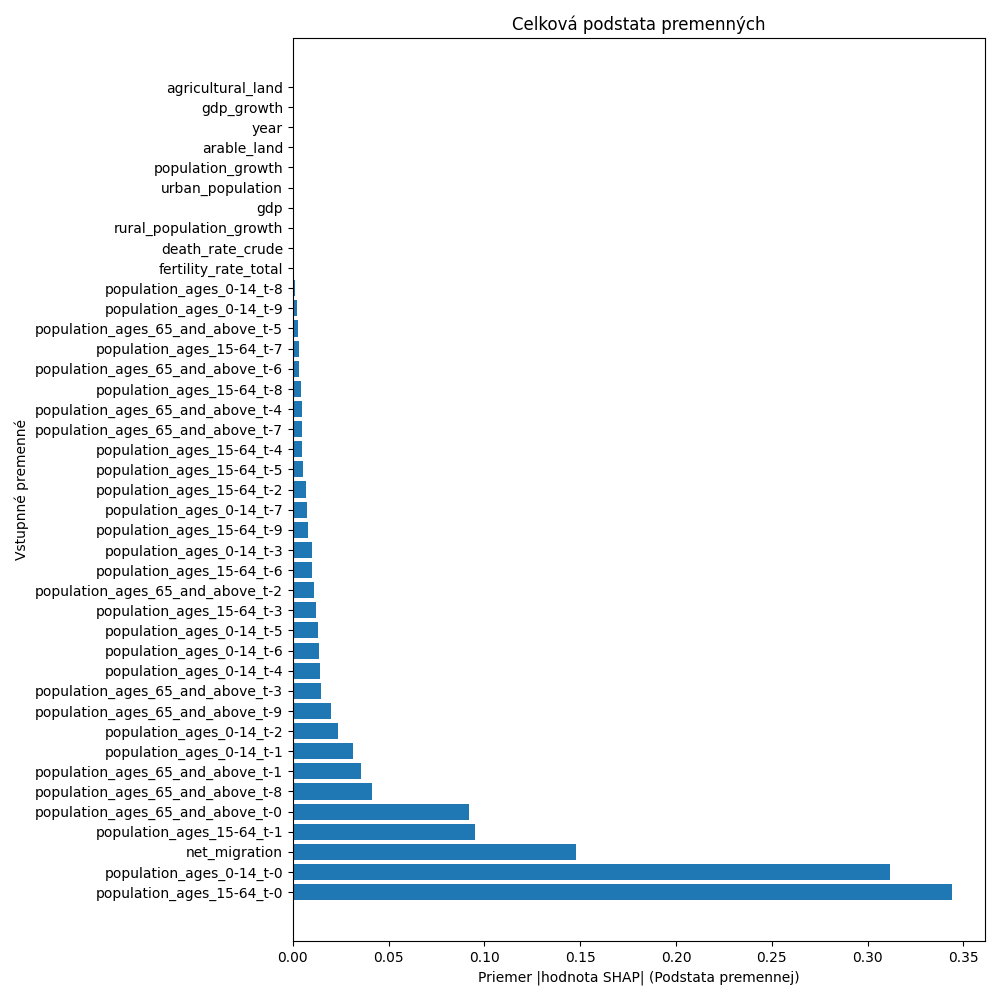 Celková podstata premenných
agricultural_land
gdp_growth
year
arable_land
population_growth
urban_population
gdp
rural_population_growth
death_rate_crude
fertility_rate_total
population_ages_0-14_t-8
population_ages_0-14_t-9
population_ages_65_and_above_t-5
population_ages_15-64_t-7
population_ages_65_and_above_t-6
population_ages_15-64_t-8
population_ages_65_and_above_t-4
population_ages_65_and_above_t-7
population_ages_15-64_t-4
population_ages_15-64_t-5
population_ages_15-64_t-2
population_ages_0-14_t-7
population_ages_15-64_t-9
population_ages_0-14_t-3
population_ages_15-64_t-6
population_ages_65_and_above_t-2
population_ages_15-64_t-3
population_ages_0-14_t-5
population_ages_0-14_t-6
population_ages_0-14_t-4
population_ages_65_and_above_t-3
population_ages_65_and_above_t-9
population_ages_0-14_t-2
population_ages_0-14_t-1
population_ages_65_and_above_t-1
population_ages_65_and_above_t-8
population_ages_65_and_above_t-0
population_ages_15-64_t-1
net_migration
population_ages_0-14_t-0
population_ages_15-64_t-0
Vstupnné premenné
0.00 0.05 0.10 0.15 0.20 0.25 0.30 0.35
Priemer |hodnota SHAP| (Podstata premennej)